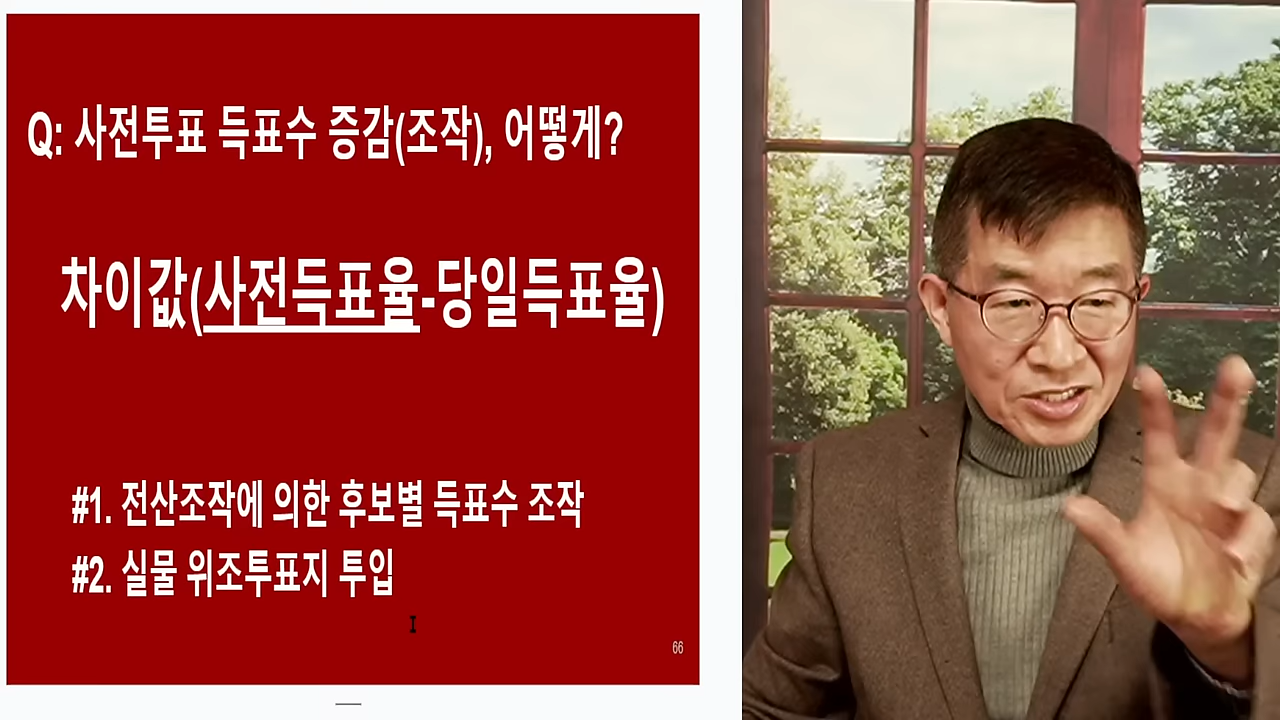 Q: 사전투표 득표수 증감(조작), 어떻게?
차이값(사전득표율-당일득표율)
#1. 전산조작에 의한 후보별 득표수 조작
#2. 실물 위조투표지 투입
66